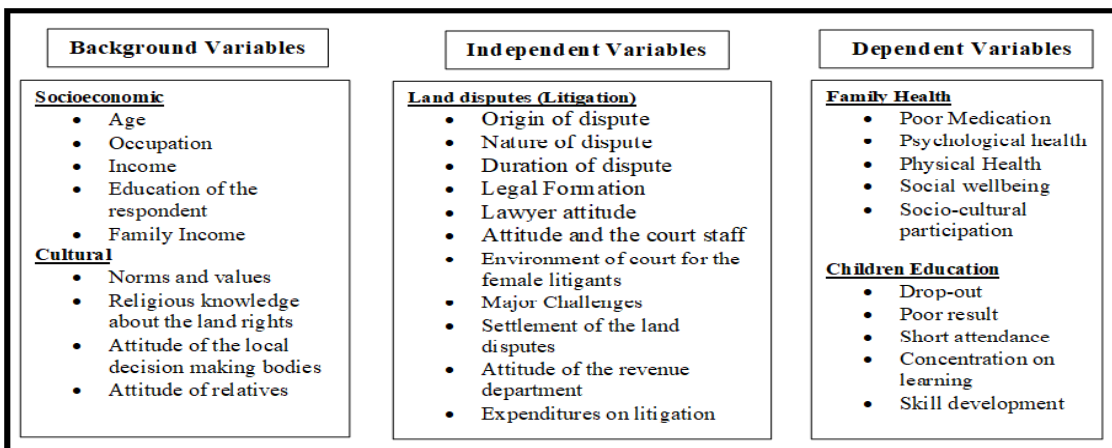 Background Variables
Socioeconomic
• Age
• Occupation
• Income
• Education of the
respondent
• Family Income
Cultural
• Norms and values
• Religious knowledge
about the land rights
• Attitude of the local
decision making bodies
• Attitude of relatives
Independent Variables
Land disputes (Litigation)
• Origin of dispute
• Nature of dispute
• Duration of dispute
• Legal Formation
• Lawyer attitude
• Attitude and the court staff
• Environment of court for the
female litigants
• Major Challenges
• Settlement of the land
disputes
• Attitude of the revenue
department
• Expenditures on litigation
Dependent Variables
Family Health
• Poor Medication
• Psychological health
• Physical Health
• Social wellbeing
• Socio-cultural
participation
Children Education
• Drop-out
• Poor result
• Short attendance
• Concentration on
learning
• Skill development